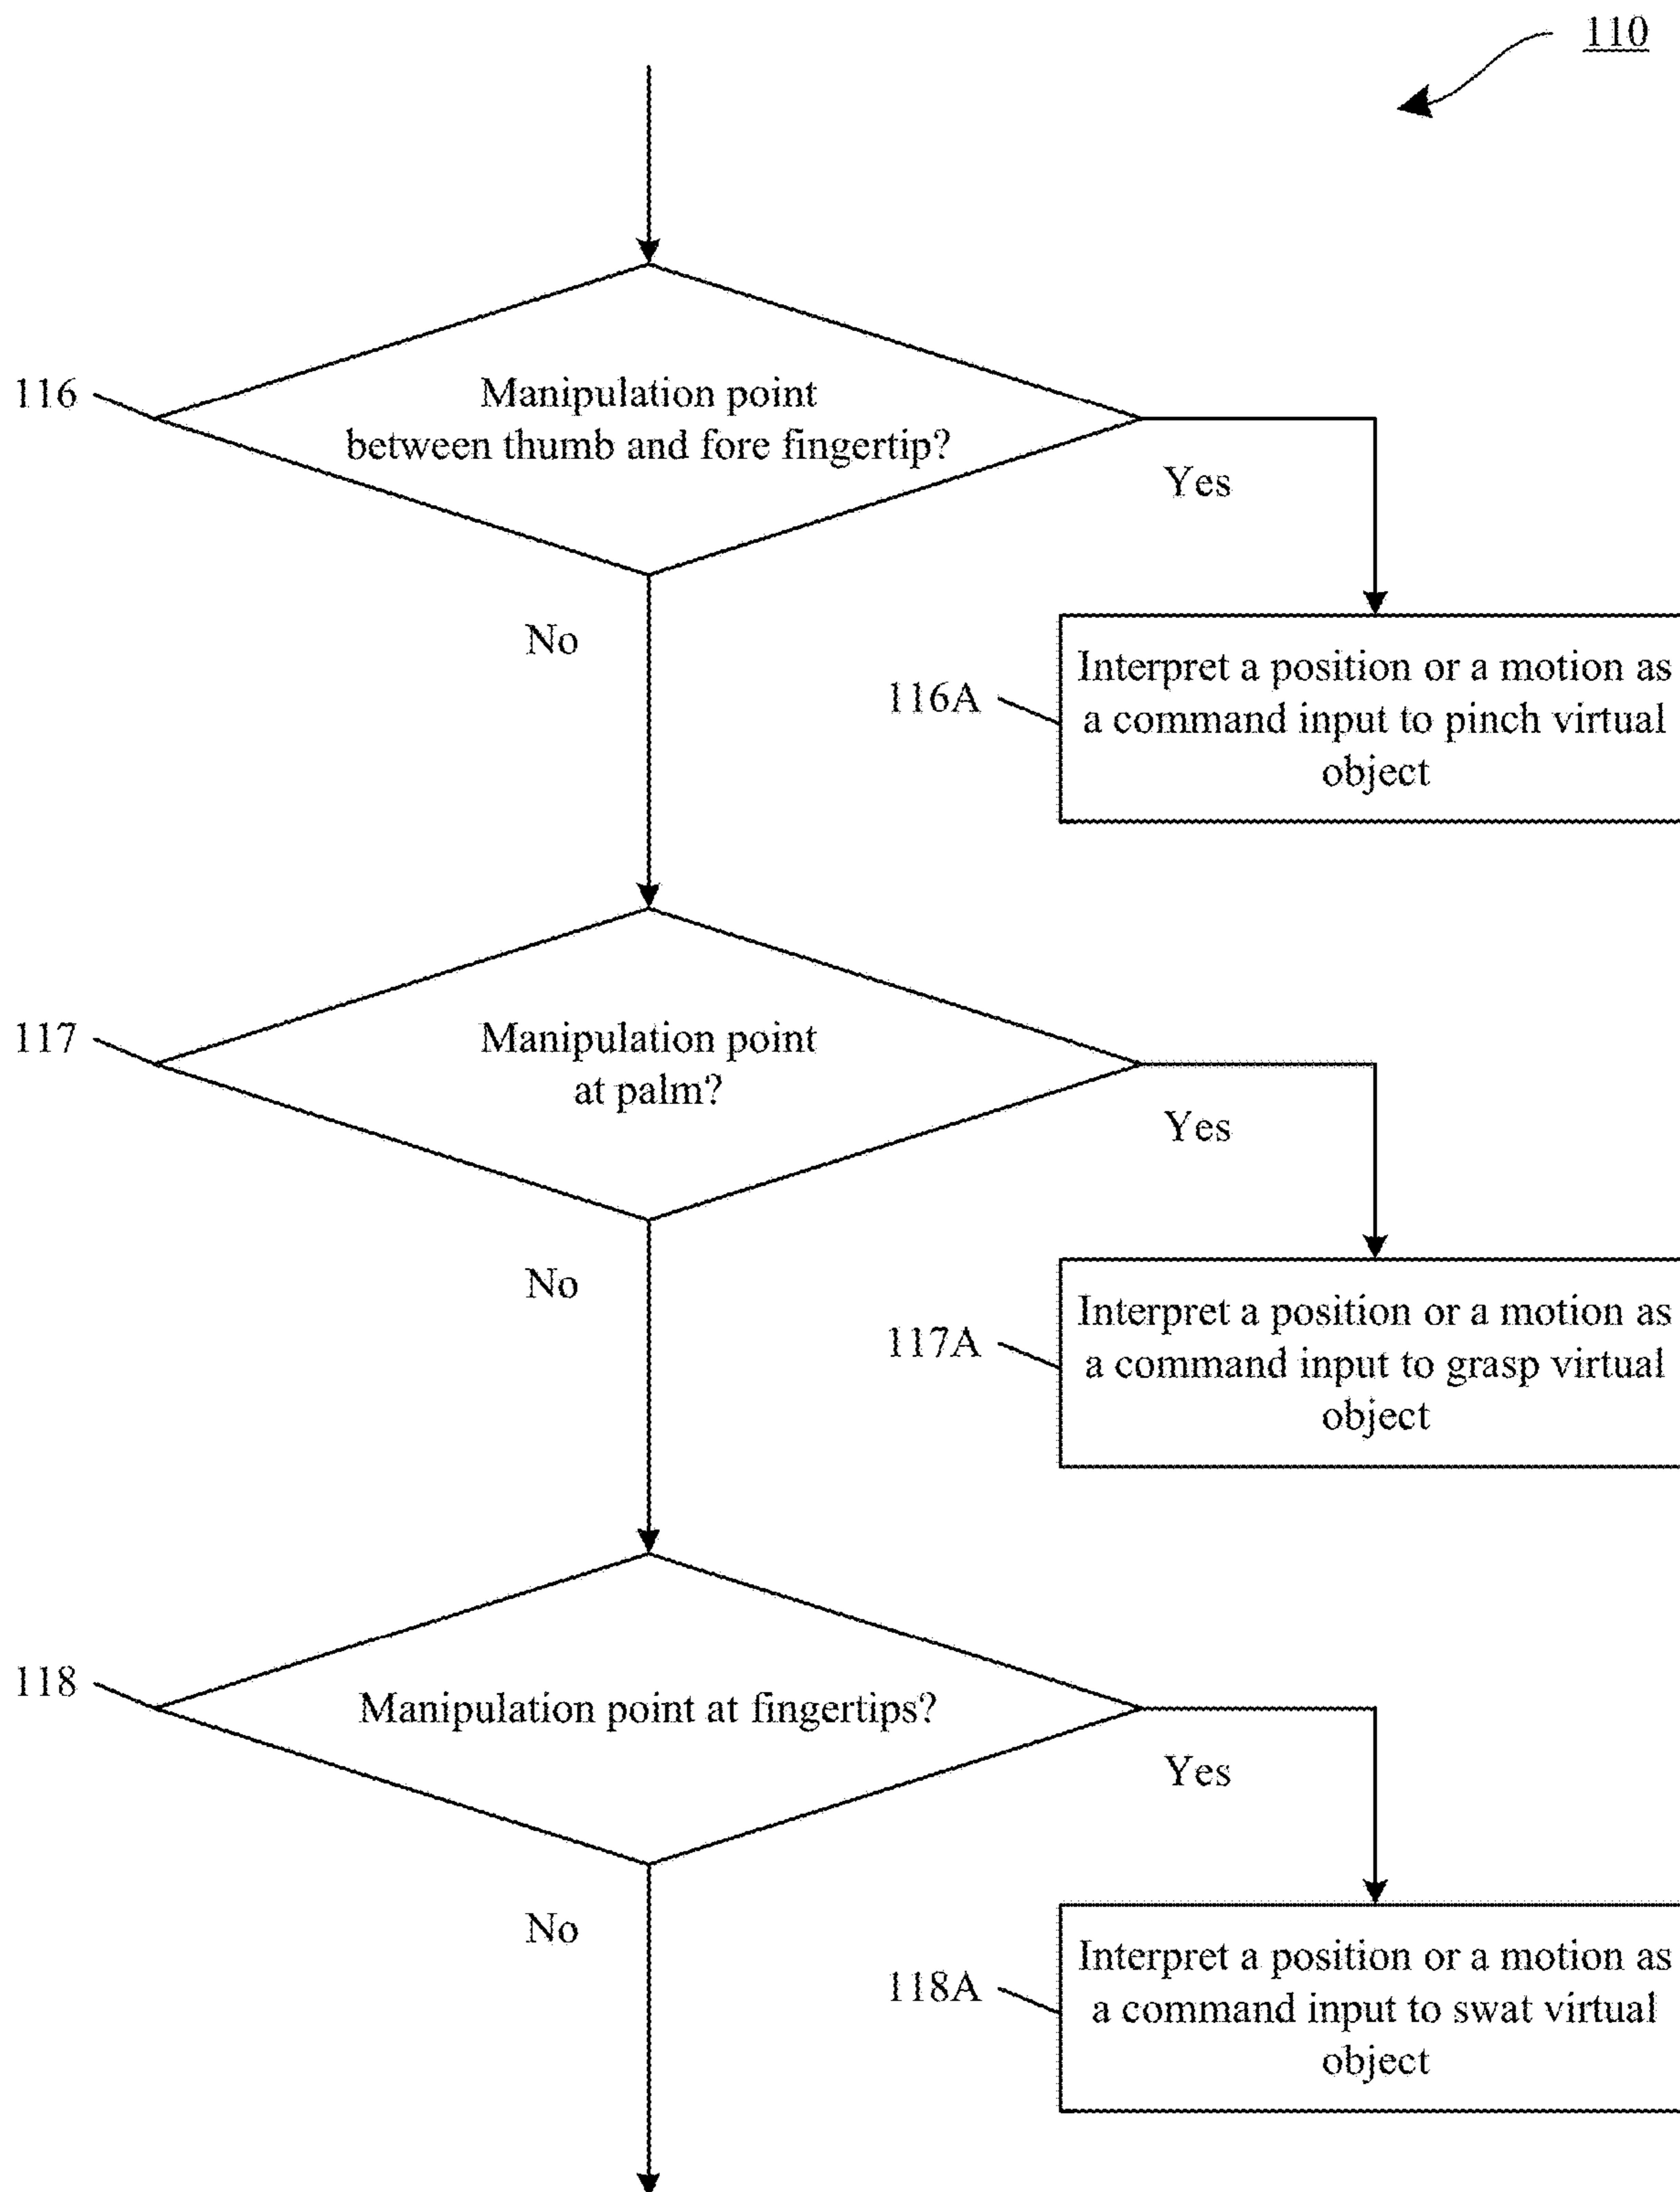 110
116
Manipulation point
between thumb and fore fingertip?
Yes
No
116A
Interpret a position or a motion as
a command input to pinch virtual
object
117
Manipulation point
at palm?
Yes
No
117A
Interpret a position or a motion as
a command input to grasp virtual
object
118
Manipulation point at fingertips?
Yes
No
118A
Interpret a position or a motion as
a command input to swat virtual
object